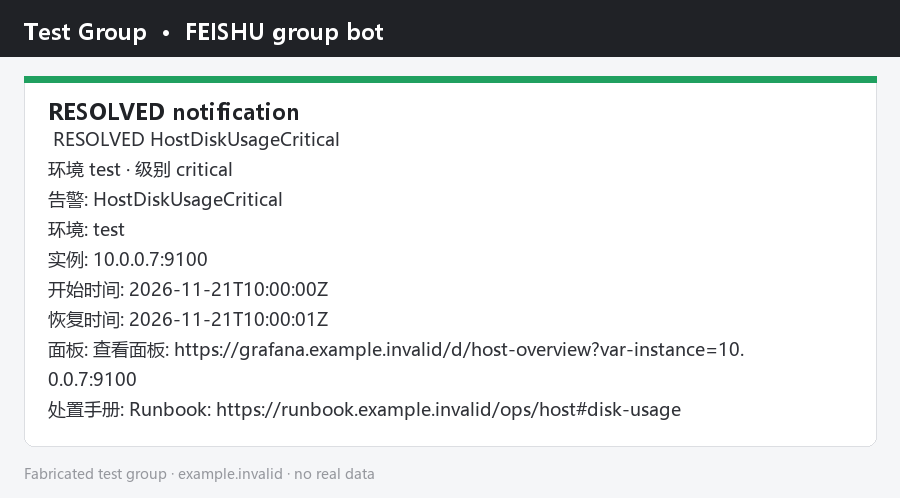 Test Group • FEISHU group bot
RESOLVED notification
RESOLVED HostDiskUsageCritical
环境 test · 级别 critical
告警: HostDiskUsageCritical
环境: test
实例: 10.0.0.7:9100
开始时间: 2026-11-21T10:00:00Z
恢复时间: 2026-11-21T10:00:01Z
面板: 查看面板: https://grafana.example.invalid/d/host-overview?var-instance=10.
0.0.7:9100
处置手册: Runbook: https://runbook.example.invalid/ops/host#disk-usage
Fabricated test group · example.invalid · no real data